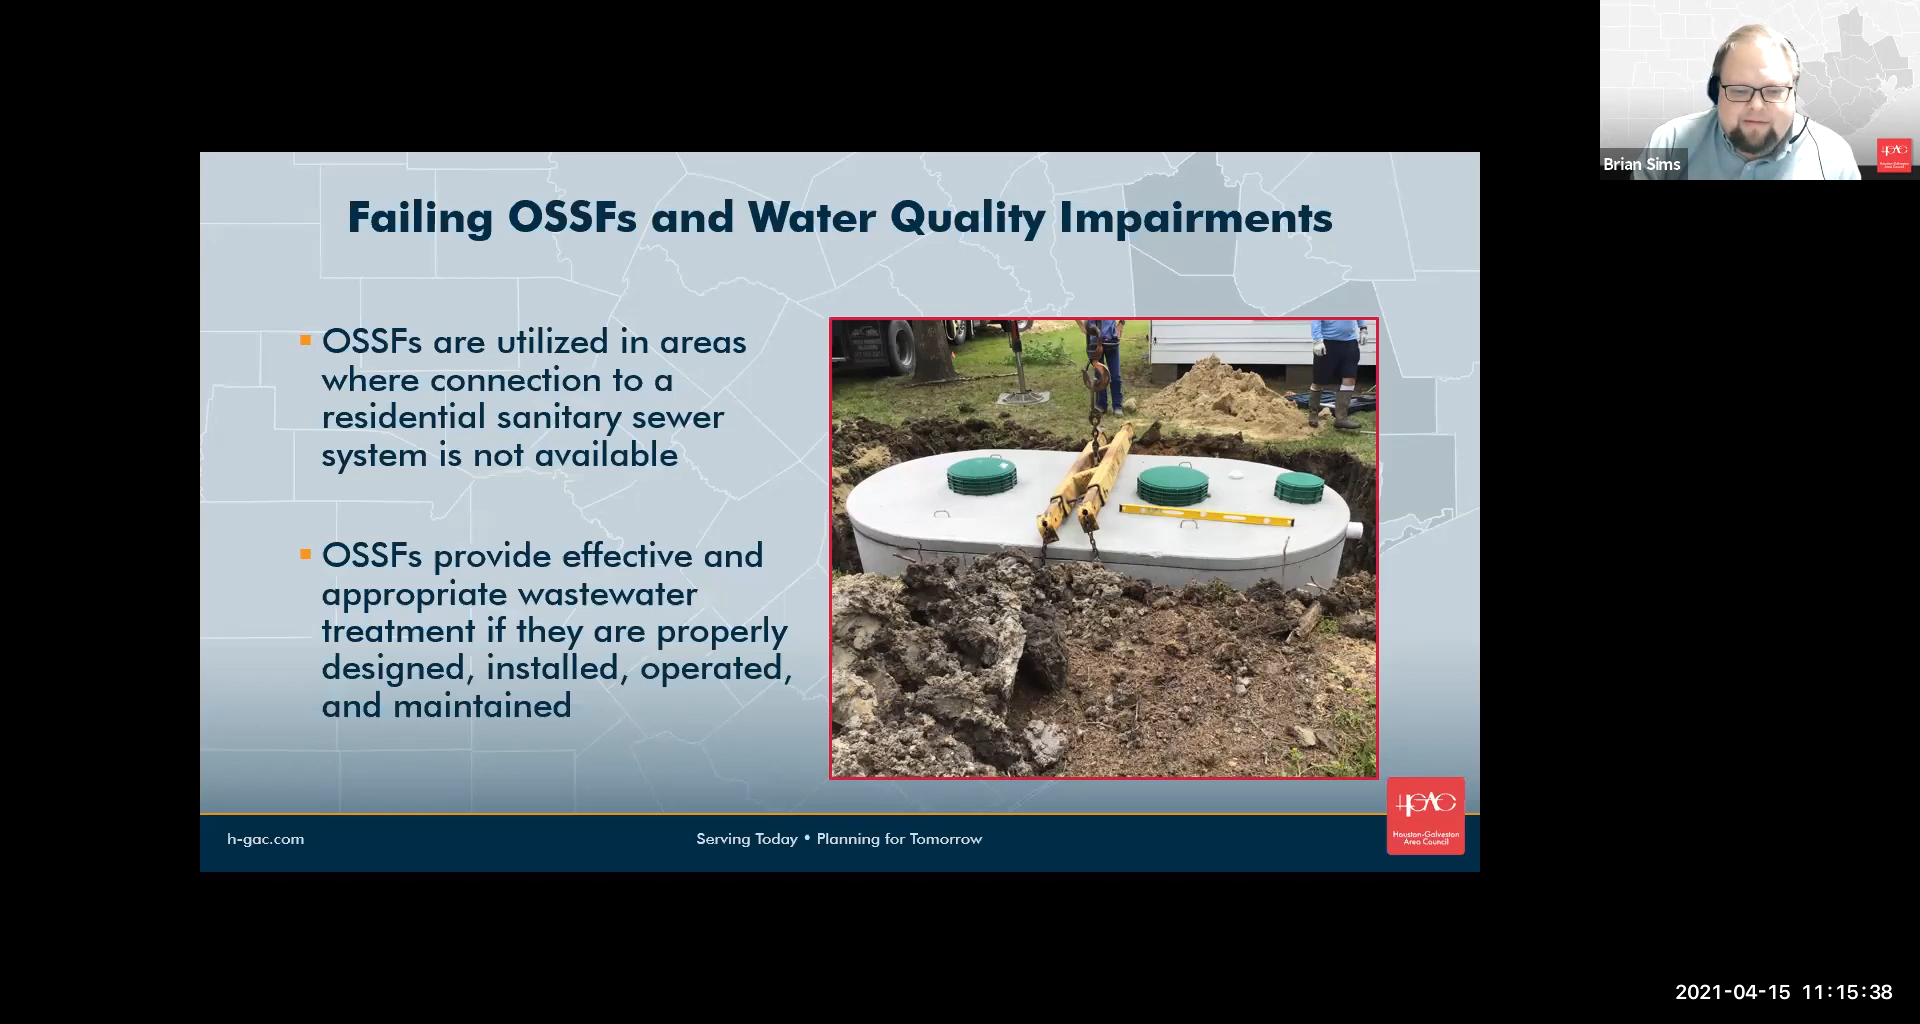 Brian Sims
HGAC
Failing OSSFs and Water Quality Impairments
OSSFs are utilized in areas
where connection to a
residential sanitary sewer
system is not available
OSSFs provide effective and
appropriate wastewater
treatment if they are properly
designed, installed, operated,
and maintained
HGAC
Houston-Galveston
Area Council
h-gac.com
Serving Today • Planning for Tomorrow
2021-04-15 11:15:38